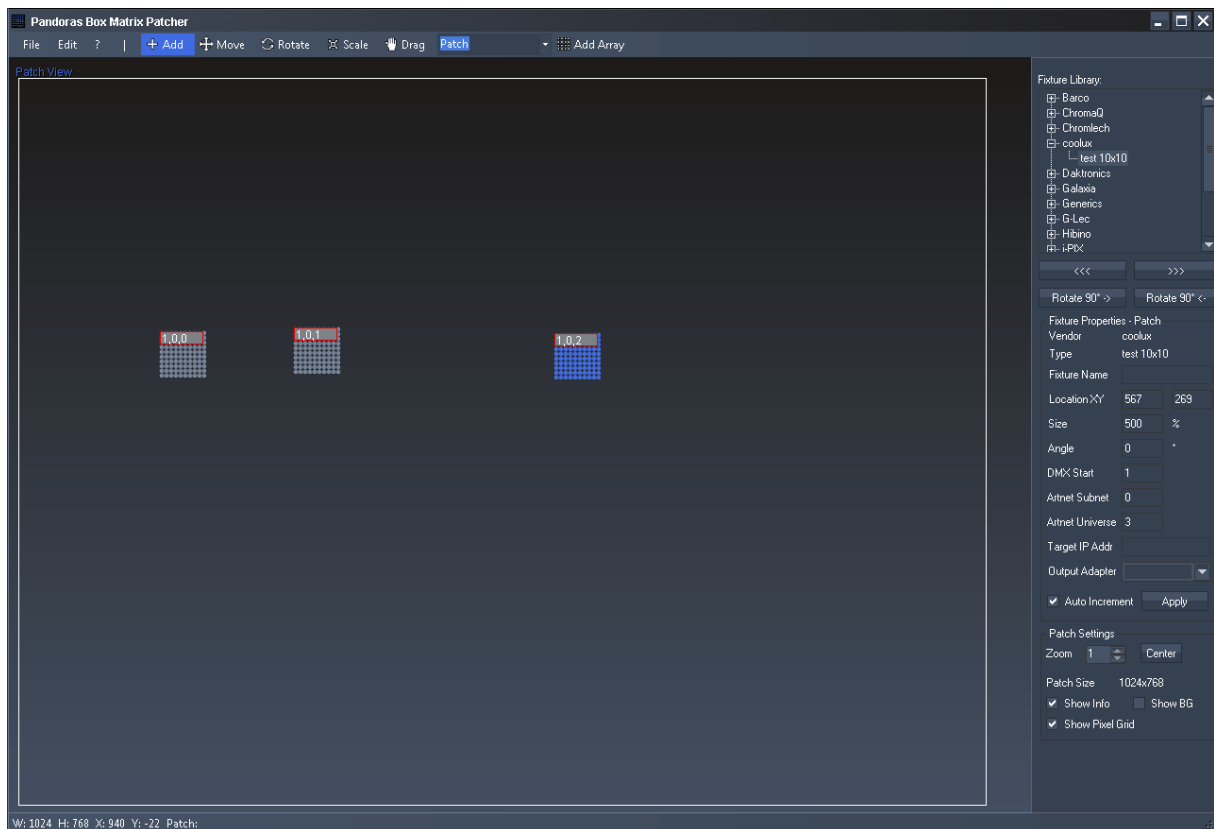 Pandoras Box Matrix Patcher
File Edit ? | + Add Move Rotate Scale Drag Patch Add Array
Patch View
1,0,0
1,0,1
1,0,2
Fixture Library:
Barco
ChromaQ
Chromlech
coolux
test 10x10
Daktronics
Galaxia
Generics
G-Lec
Hibino
i-PIX
<<< >>>
Rotate 90° -> Rotate 90° <-
Fixture Properties - Patch
Vendor coolux
Type test 10x10
Fixture Name
Location XY 567 269
Size 500 %
Angle 0 °
DMX Start 1
Artnet Subnet 0
Artnet Universe 3
Target IP Addr
Output Adapter
Auto Increment Apply
Patch Settings
Zoom 1 Center
Patch Size 1024x768
Show Info Show BG
Show Pixel Grid
W: 1024 H: 768 X: 940 Y: -22 Patch: